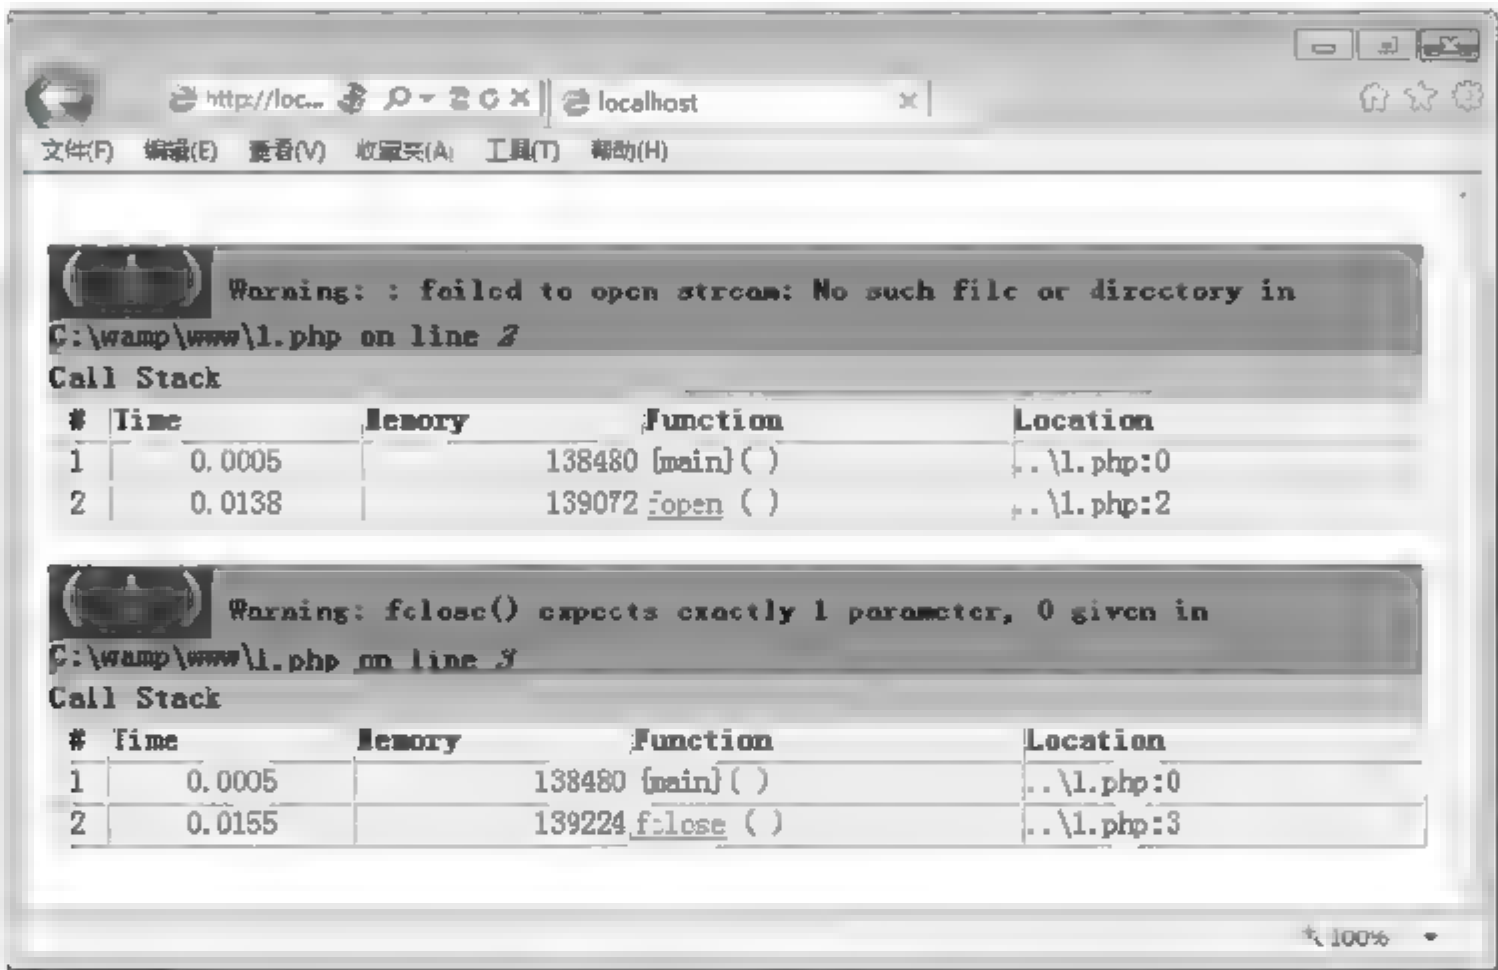 http://loc... localhost
文件(F) 编辑(E) 查看(V) 收藏夹(A) 工具(T) 帮助(H)
Warning: : failed to open stream: No such file or directory in
C:\wamp\www\1.php on line
Call Stack
# Time Memory Function Location
1 0.0005 138480 {main}( ) ..\1.php:0
2 0.0138 139072 fopen ( ) ..\1.php:2
Warning: fclose() expects exactly 1 parameter, 0 given in
C:\wamp\www\1.php on line 3
Call Stack
# Time Memory Function Location
1 0.0005 138480 {main}( ) ..\1.php:0
2 0.0155 139224 fclose ( ) ..\1.php:3
100%